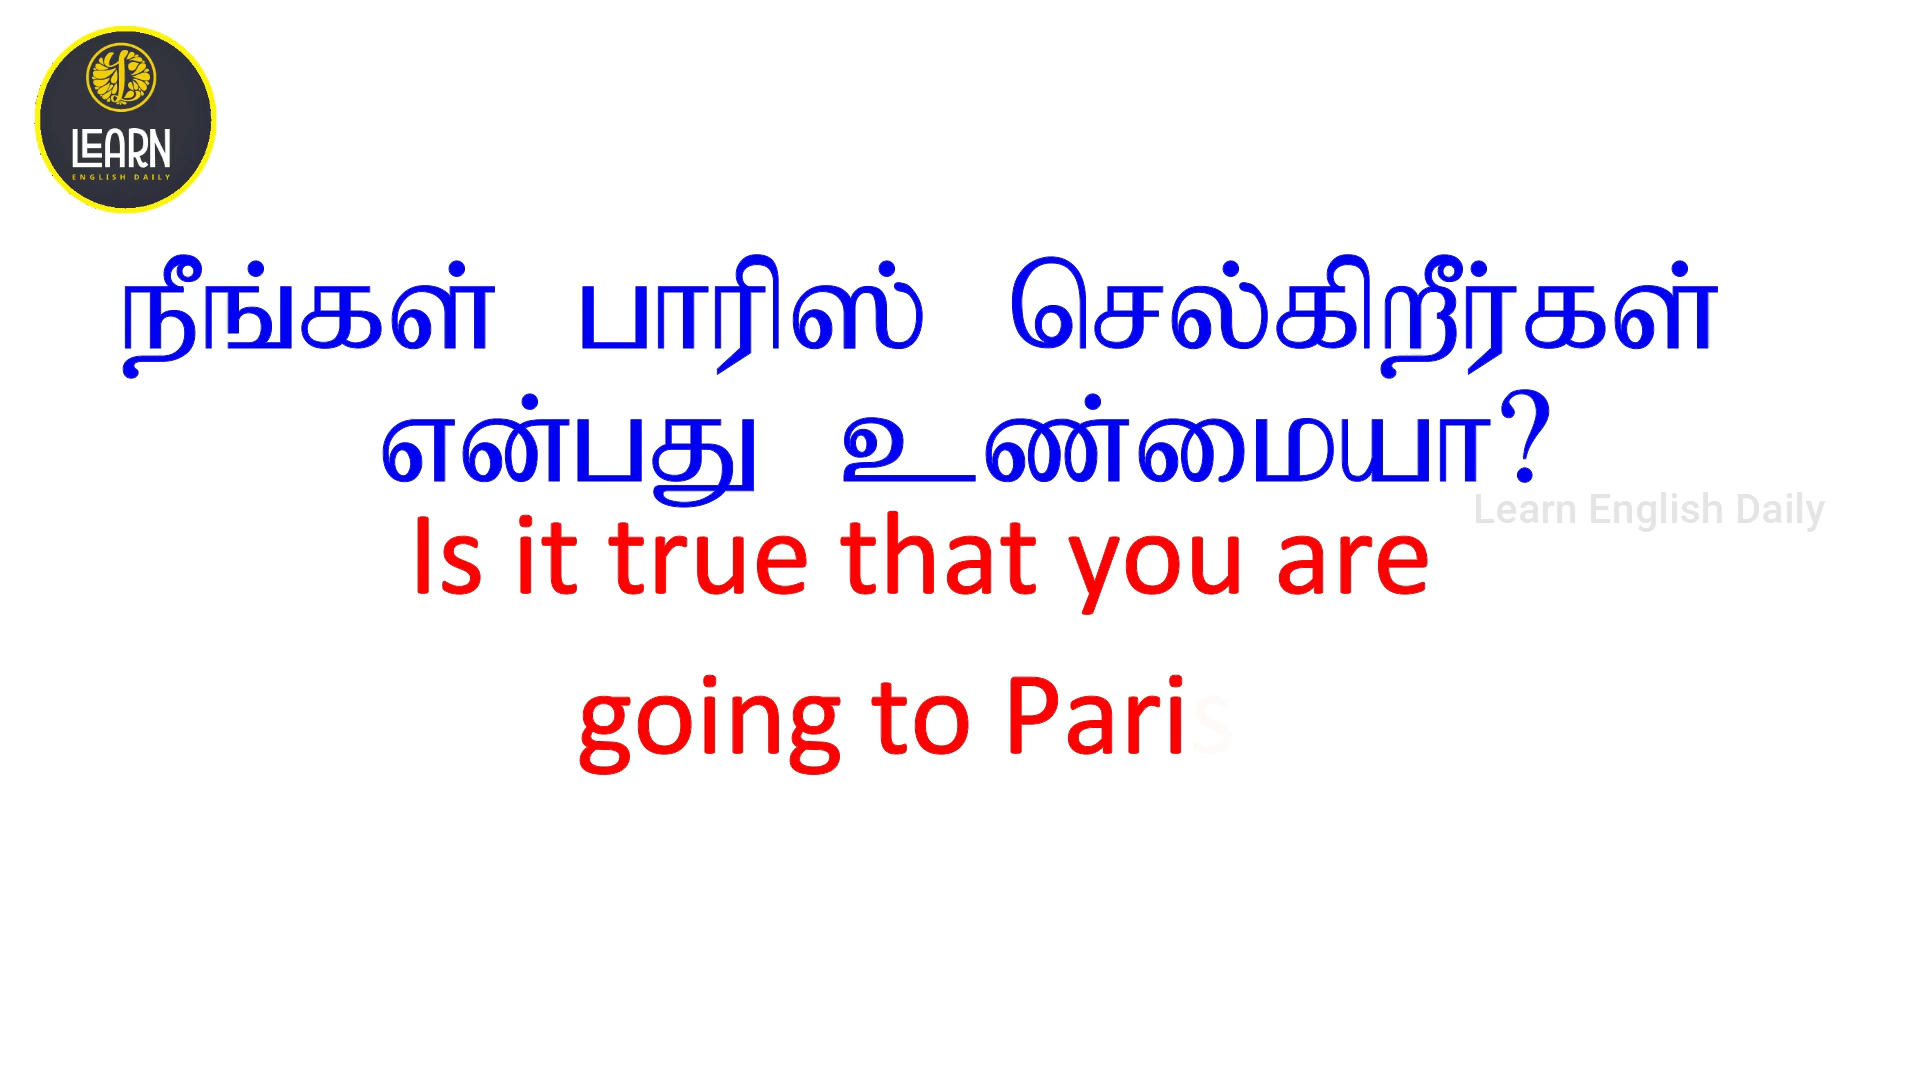 LEARN
ENGLISH DAILY
நீங்கள் பாரிஸ் செல்கிறீர்கள்
என்பது உண்மையா?
Learn English Daily
Is it true that you are
going to Paris